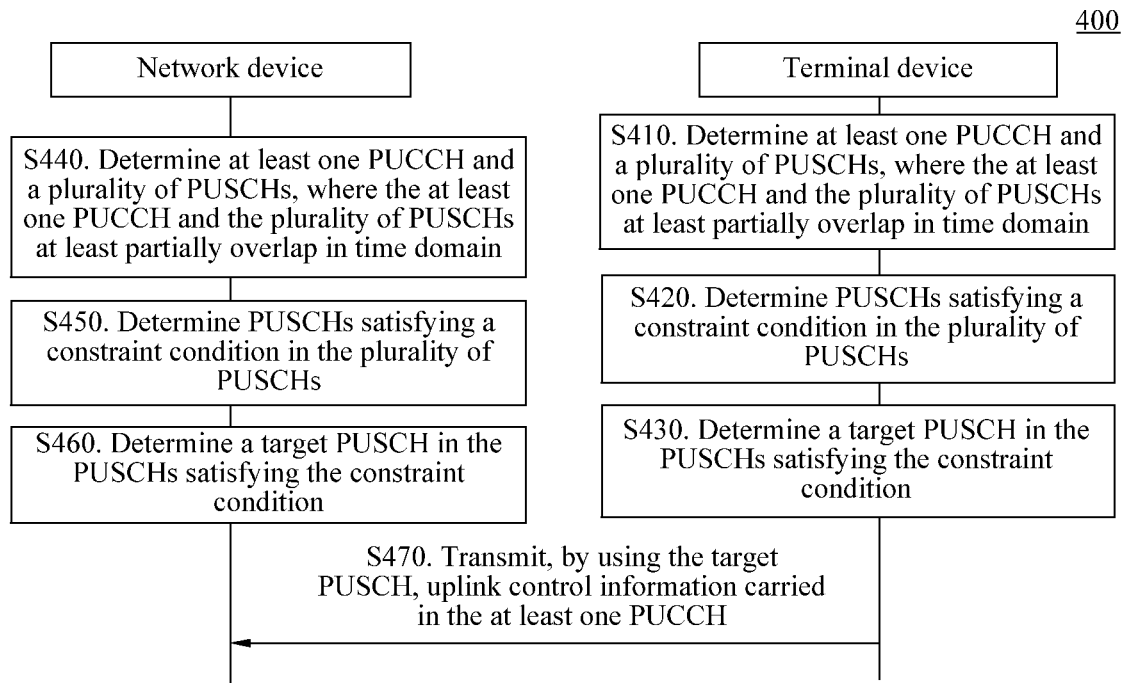 400
Network device
Terminal device
S440. Determine at least one PUCCH and
a plurality of PUSCHs, where the at least
one PUCCH and the plurality of PUSCHs
at least partially overlap in time domain
S410. Determine at least one PUCCH and
a plurality of PUSCHs, where the at least
one PUCCH and the plurality of PUSCHs
at least partially overlap in time domain
S450. Determine PUSCHs satisfying a
constraint condition in the plurality of
PUSCHs
S420. Determine PUSCHs satisfying a
constraint condition in the plurality of
PUSCHs
S460. Determine a target PUSCH in the
PUSCHs satisfying the constraint
condition
S430. Determine a target PUSCH in the
PUSCHs satisfying the constraint
condition
S470. Transmit, by using the target
PUSCH, uplink control information carried
in the at least one PUCCH